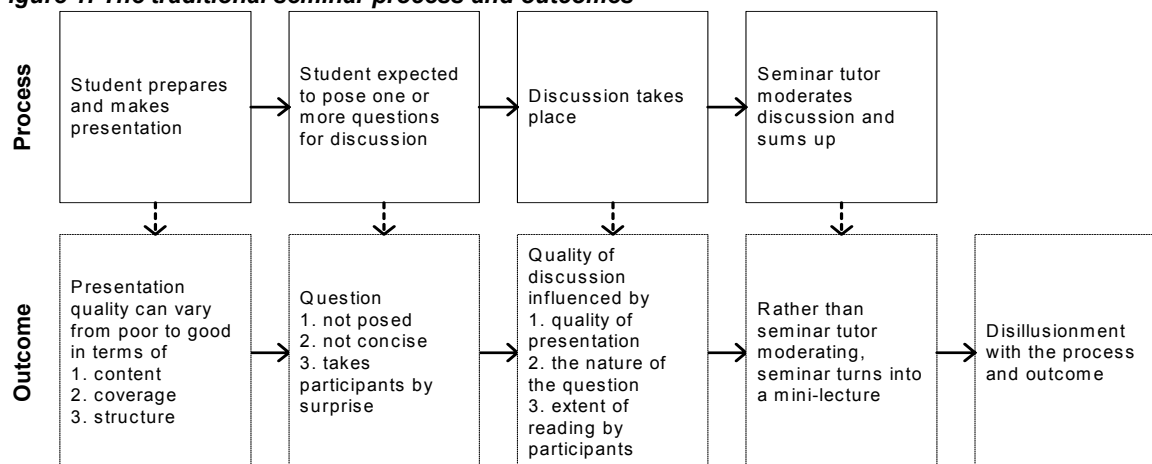 igure 1. The traditional seminar process and outcomes
Process
Student prepares
and makes
presentation
Student expected
to pose one or
more questions
for discussion
Discussion takes
place
Seminar tutor
moderates
discussion and
sums up
Outcome
Presentation
quality can vary
from poor to good
in terms of
1. content
2. coverage
3. structure
Question
1. not posed
2. not concise
3. takes
participants by
surprise
Quality of
discussion
influenced by
1. quality of
presentation
2. the nature of
the question
3. extent of
reading by
participants
Rather than
seminar tutor
moderating,
seminar turns into
a mini-lecture
Disillusionment
with the process
and outcome